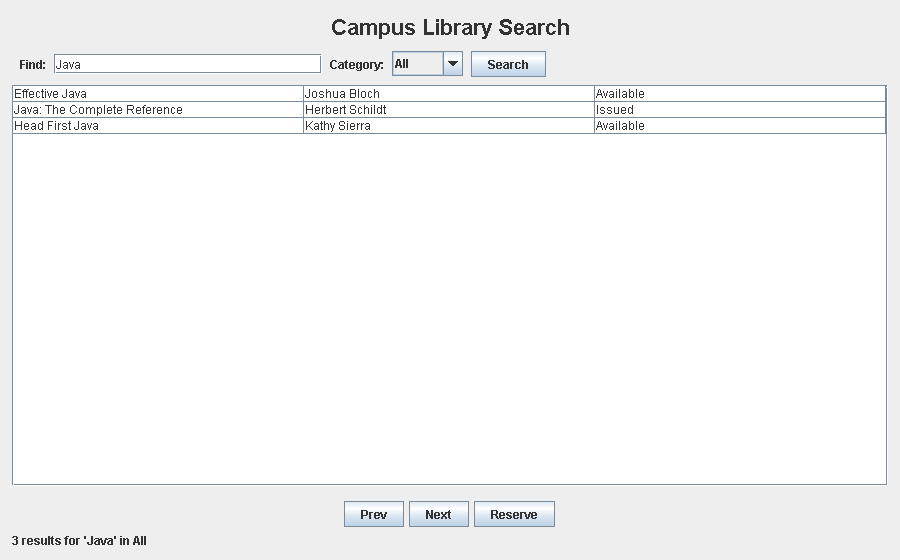 Campus Library Search
Find: Java Category: All Search
Effective Java Joshua Bloch Available
Java: The Complete Reference Herbert Schildt Issued
Head First Java Kathy Sierra Available
Prev Next Reserve
3 results for 'Java' in All